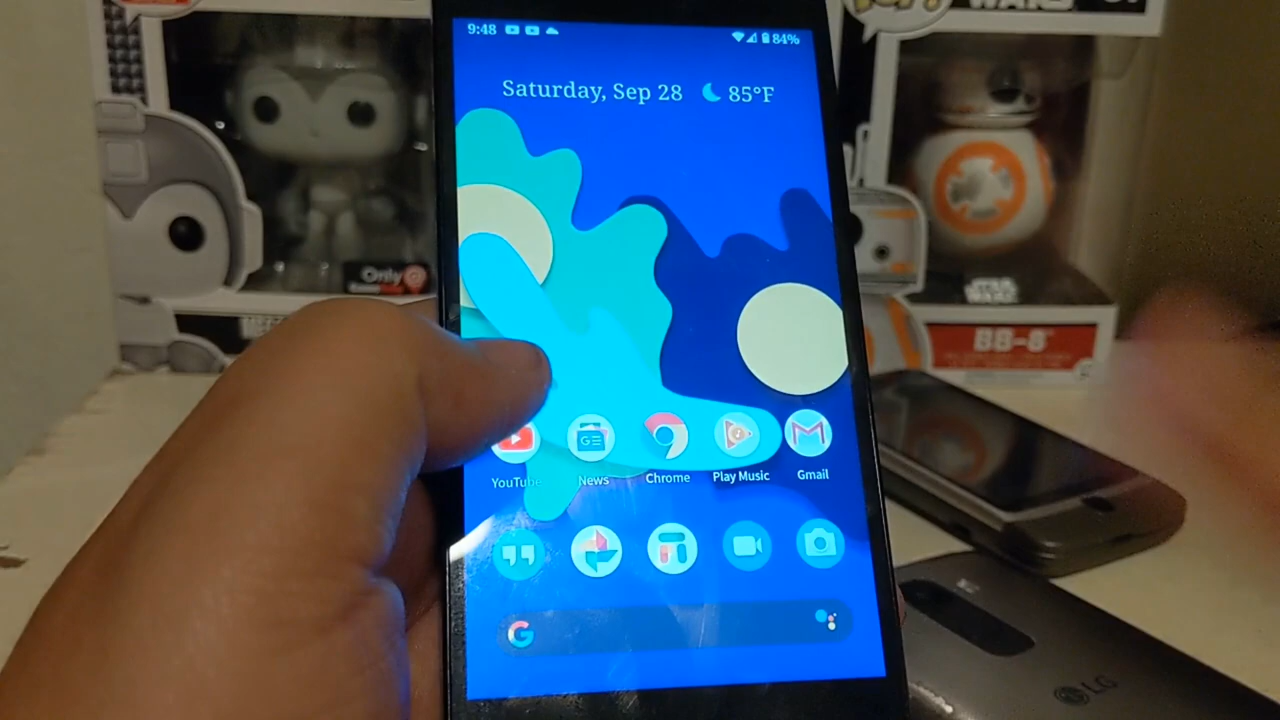 9:48
84%
Saturday, Sep 28
85°F
YouTube
News
Chrome
Play Music
Gmail
G
GE
Only
STAR
WARS
WARS
BB-8
LG